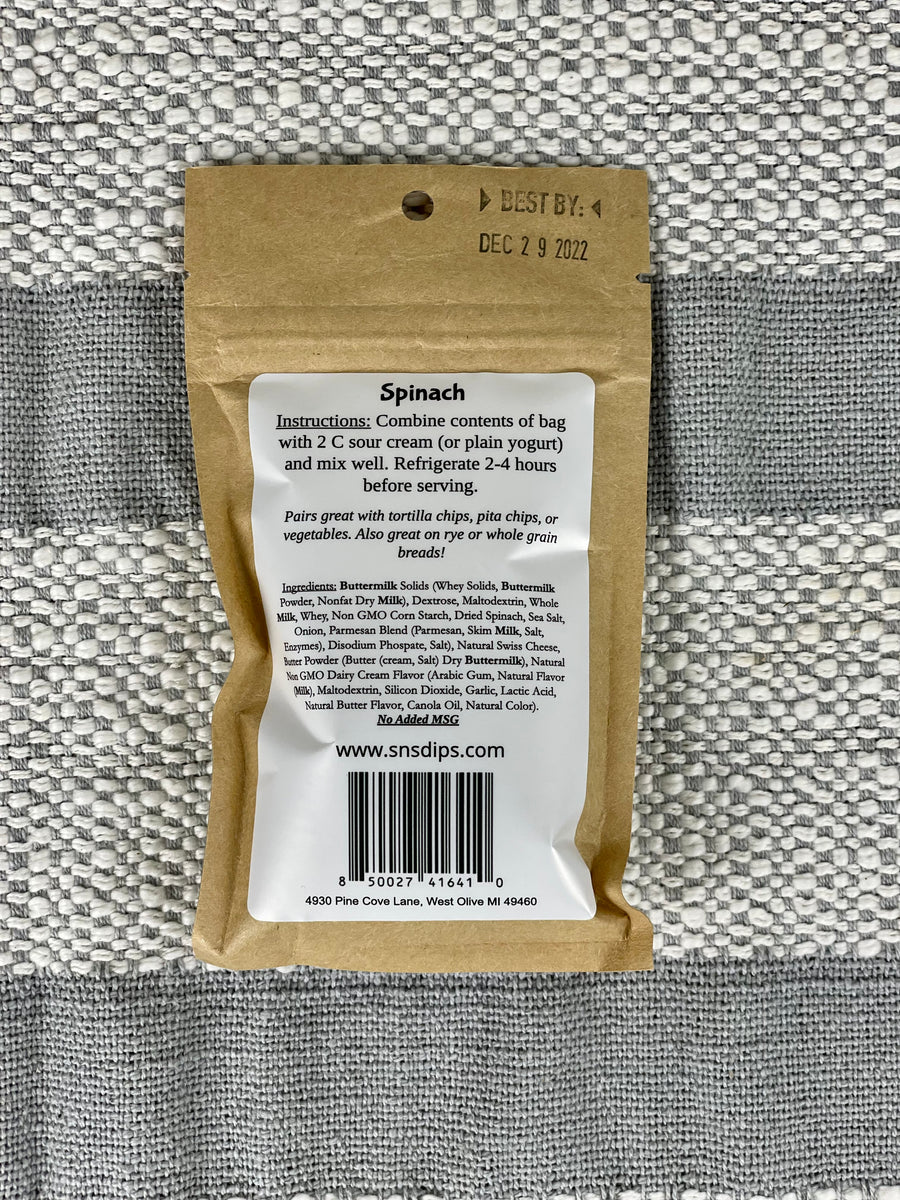 BEST BY:
DEC 29 2022
Spinach
Instructions: Combine contents of bag
with 2 C sour cream (or plain yogurt)
and mix well. Refrigerate 2-4 hours
before serving.
Pairs great with tortilla chips, pita chips, or
vegetables. Also great on rye or whole grain
breads!
Ingredients: Buttermilk Solids (Whey Solids, Buttermilk
Powder, Nonfat Dry Milk), Dextrose, Maltodextrin, Whole
Milk, Whey, Non GMO Corn Starch, Dried Spinach, Sea Salt,
Onion, Parmesan Blend (Parmesan, Skim Milk, Salt,
Enzymes), Disodium Phospate, Salt), Natural Swiss Cheese,
Butter Powder (Butter (cream, Salt) Dry Buttermilk), Natural
Non GMO Dairy Cream Flavor (Arabic Gum, Natural Flavor
(Milk), Maltodextrin, Silicon Dioxide, Garlic, Lactic Acid,
Natural Butter Flavor, Canola Oil, Natural Color).
No Added MSG
www.snsdips.com
8 50027 41641 0
4930 Pine Cove Lane, West Olive MI 49460